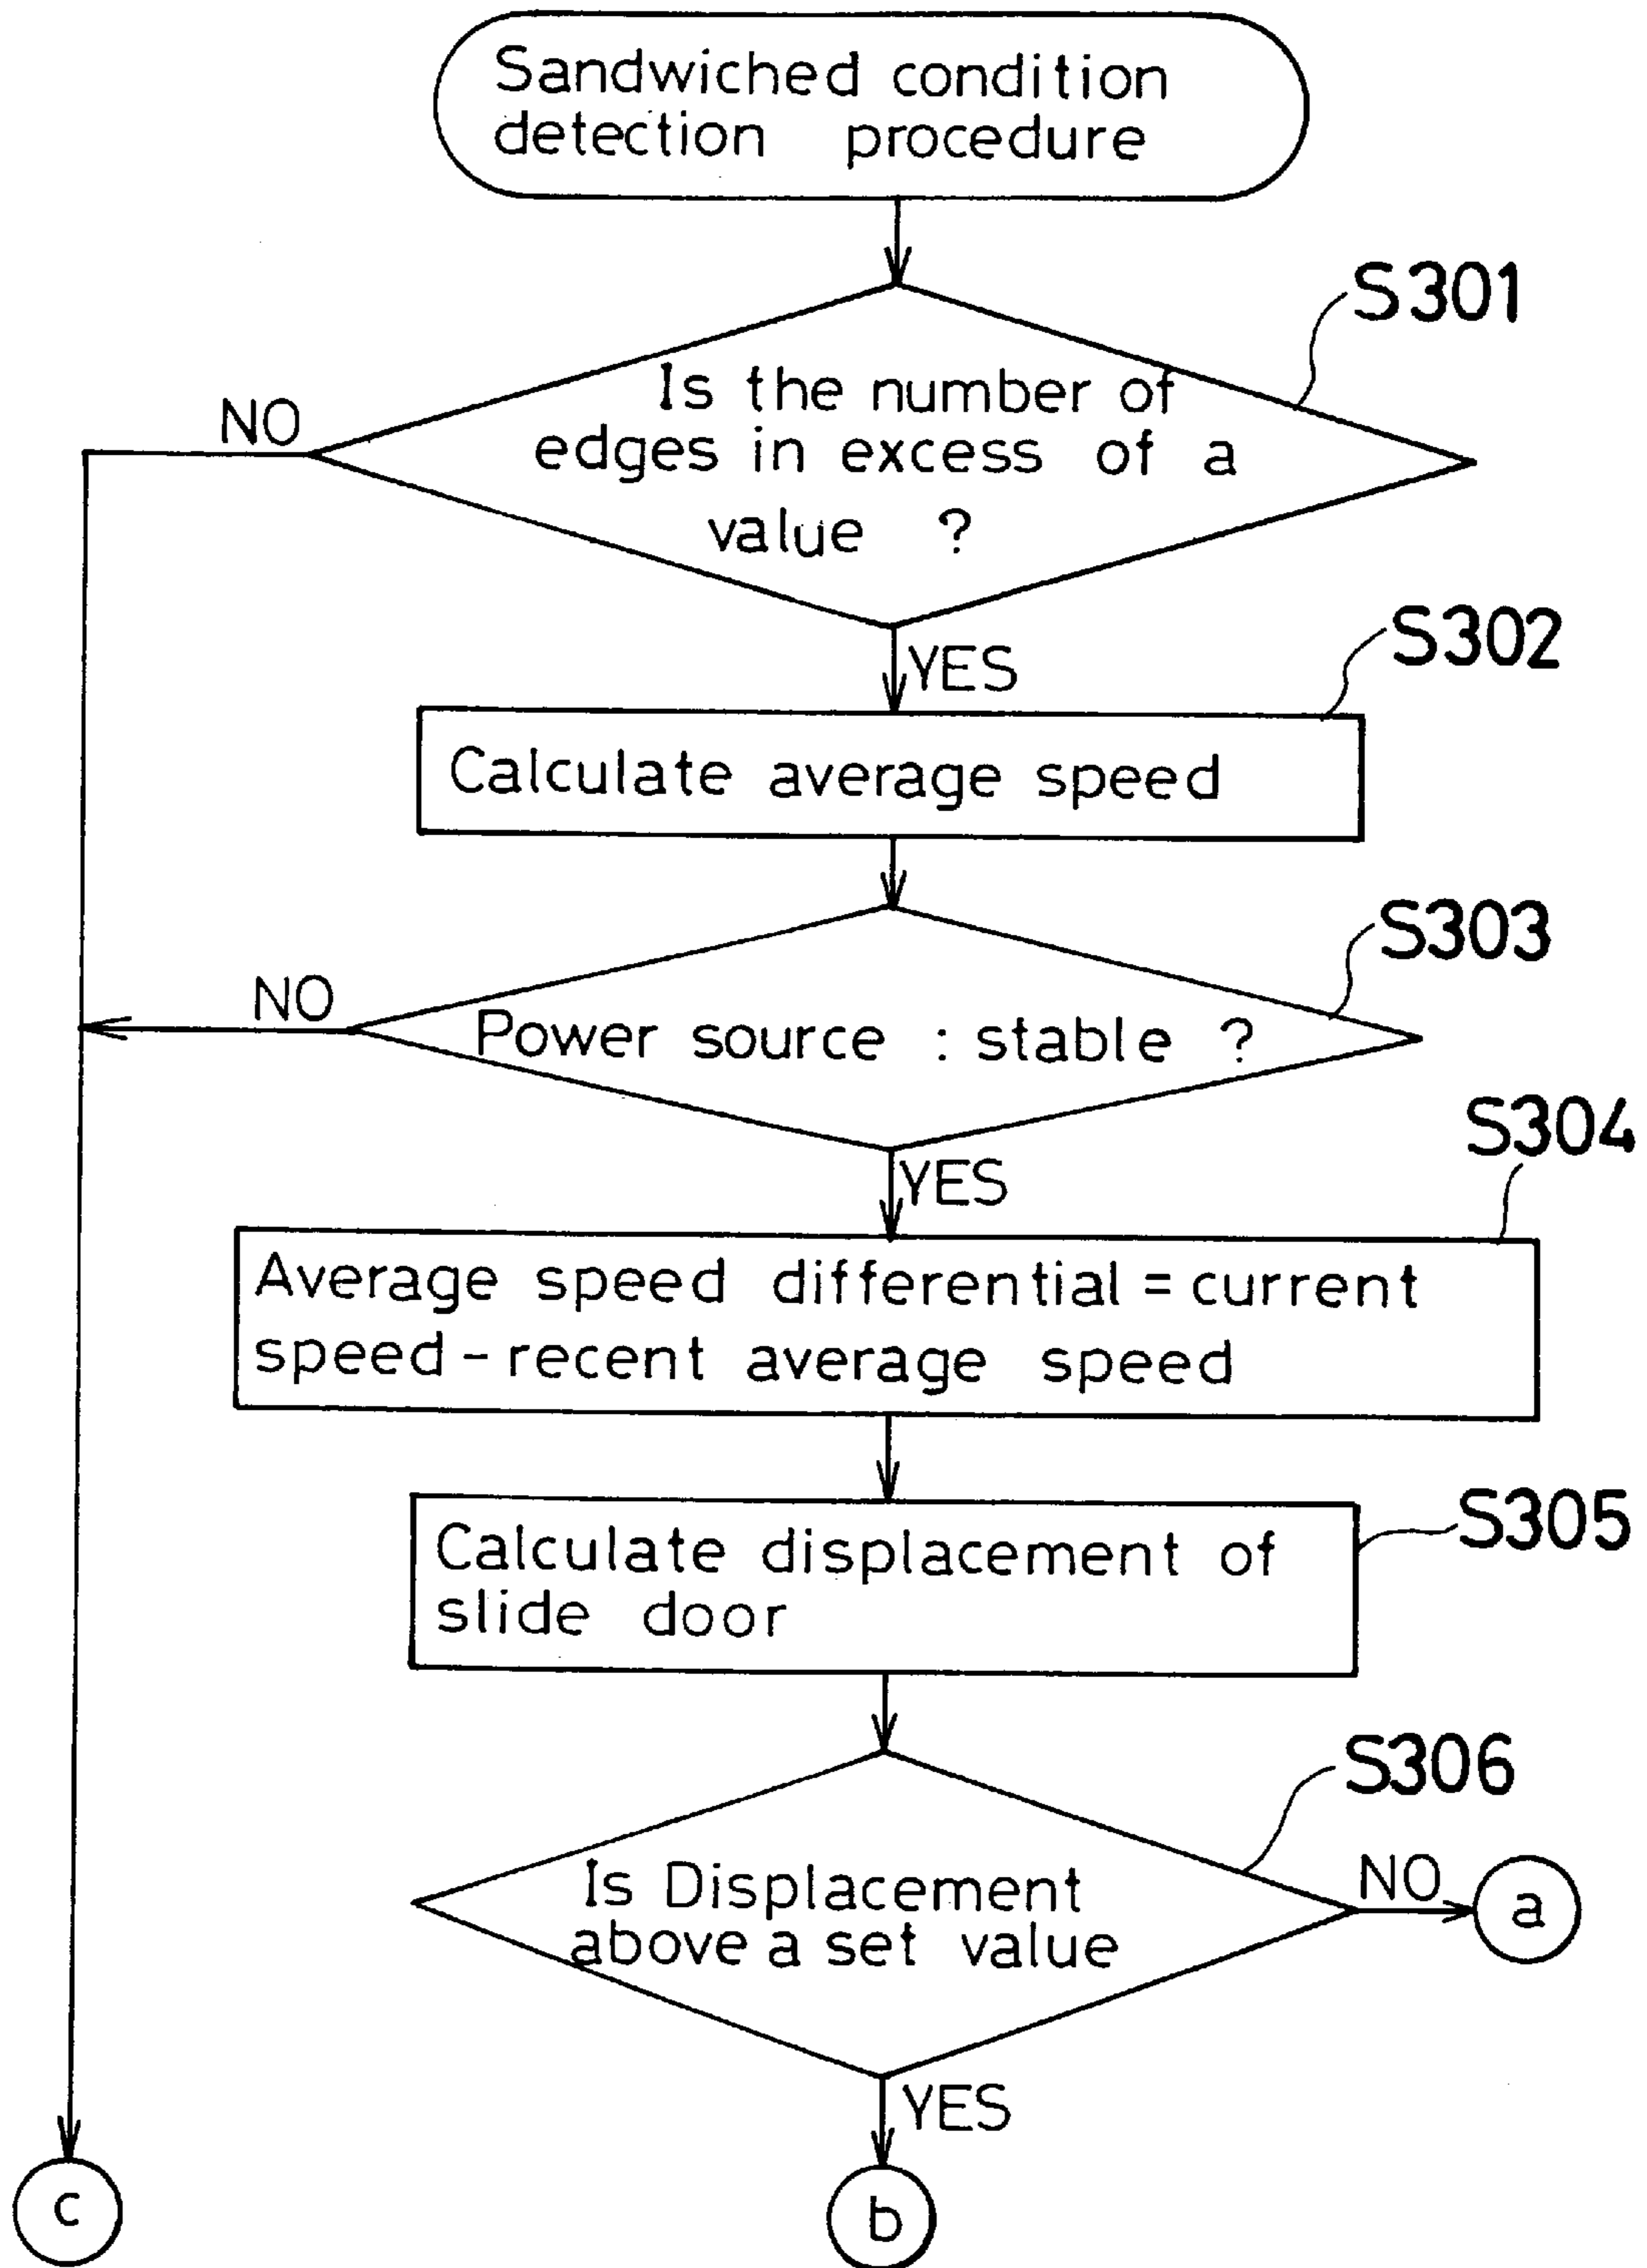 Sandwiched condition
detection procedure
S301
Is the number of
edges in excess of a
value ?
NO
YES
S302
Calculate average speed
S303
Power source : stable ?
NO
YES
S304
Average speed differential = current
speed - recent average speed
S305
Calculate displacement of
slide door
S306
Is Displacement
above a set value
NO
a
YES
c
b